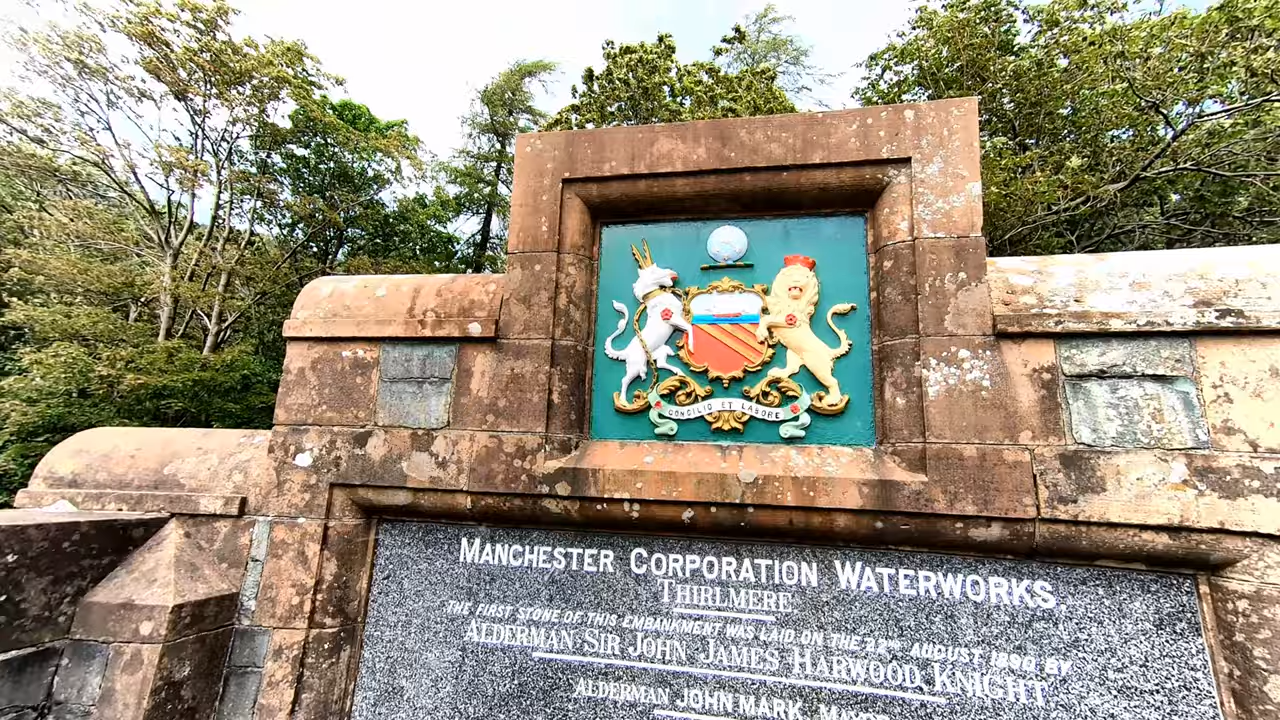 CONCILIO ET LABORE
MANCHESTER CORPORATION WATERWORKS.
THIRLMERE
THE FIRST STONE OF THIS EMBANKMENT WAS LAID ON THE 22ND AUGUST 1890 BY
ALDERMAN SIR JOHN JAMES HARWOOD, KNIGHT
ALDERMAN JOHN MARK,